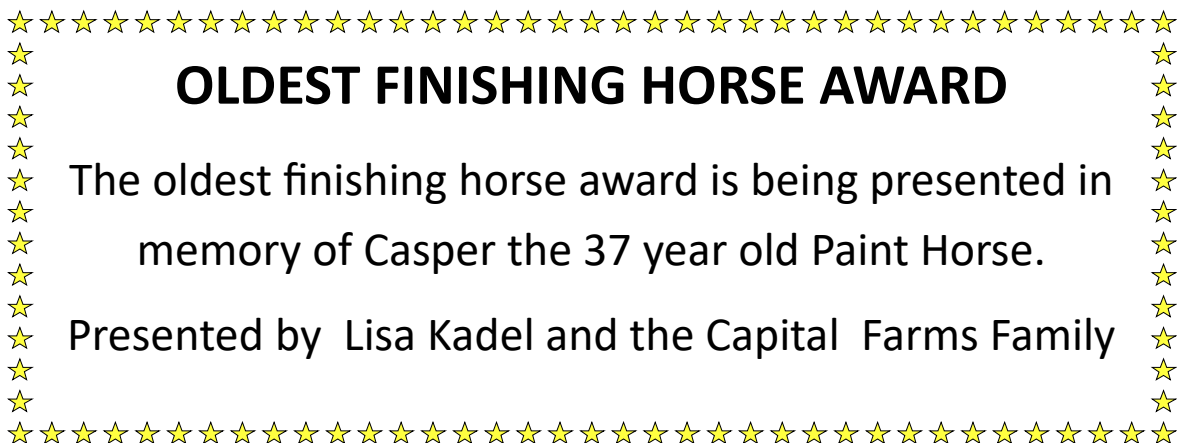 OLDEST FINISHING HORSE AWARD
The oldest finishing horse award is being presented in
memory of Casper the 37 year old Paint Horse.
Presented by  Lisa Kadel and the Capital  Farms Family